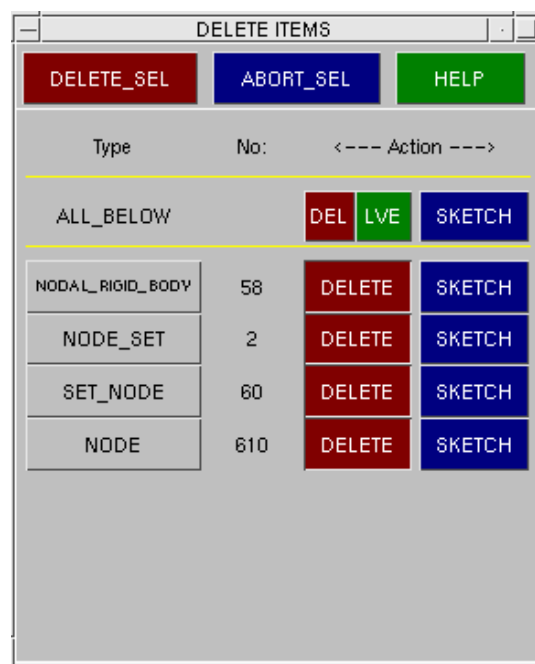 DELETE ITEMS
DELETE_SEL ABORT_SEL HELP
Type No: <--- Action --->
ALL_BELOW DEL LVE SKETCH
NODAL_RIGID_BODY 58 DELETE SKETCH
NODE_SET 2 DELETE SKETCH
SET_NODE 60 DELETE SKETCH
NODE 610 DELETE SKETCH